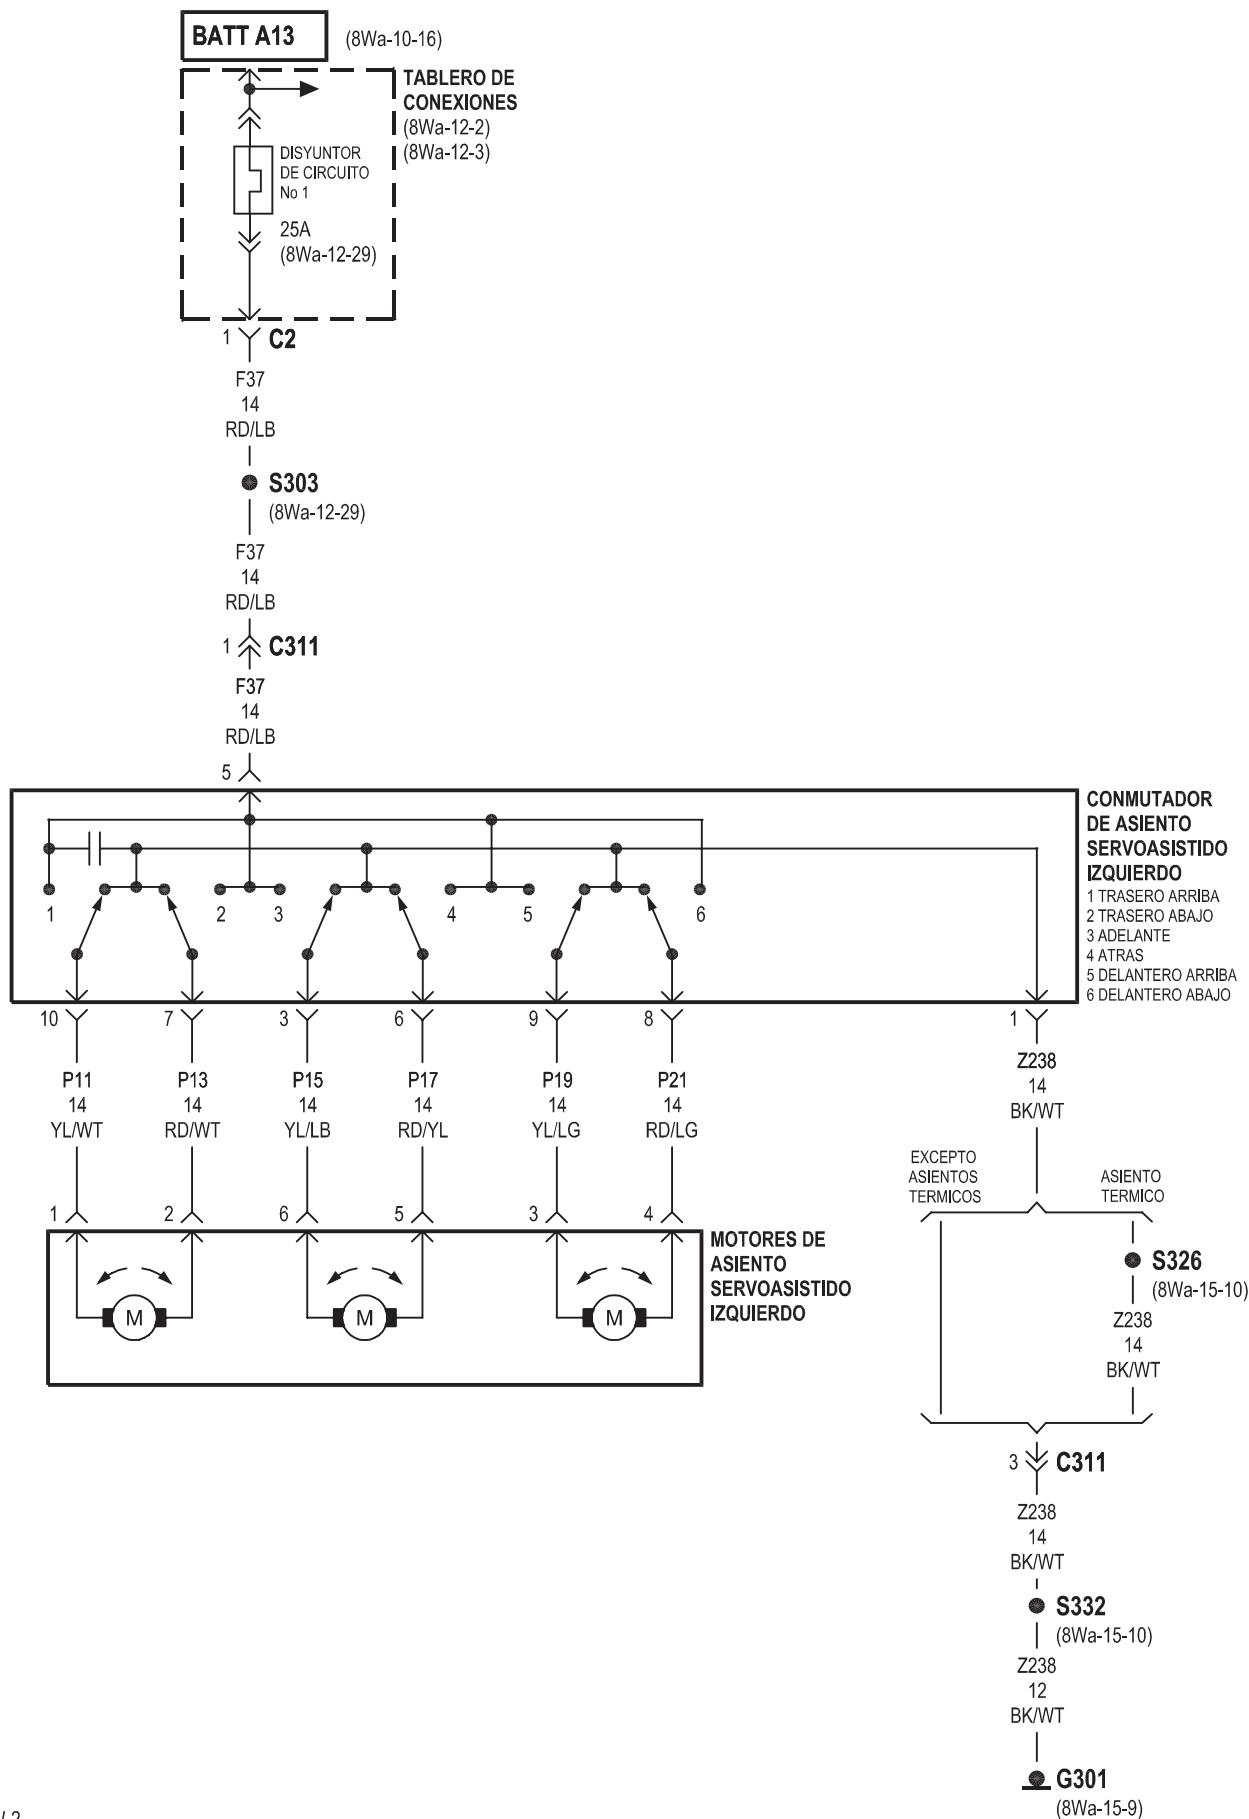 BATT A13
(8Wa-10-16)
TABLERO DE
CONEXIONES
(8Wa-12-2)
(8Wa-12-3)
DISYUNTOR
DE CIRCUITO
No 1
25A
(8Wa-12-29)
1 C2
F37
14
RD/LB
S303
(8Wa-12-29)
F37
14
RD/LB
1 C311
F37
14
RD/LB
5
CONMUTADOR
DE ASIENTO
SERVOASISTIDO
IZQUIERDO
1 TRASERO ARRIBA
2 TRASERO ABAJO
3 ADELANTE
4 ATRAS
5 DELANTERO ARRIBA
6 DELANTERO ABAJO
1 2 3 4 5 6
10 7 3 6 9 8 1
P11 P13 P15 P17 P19 P21
14 14 14 14 14 14
YL/WT RD/WT YL/LB RD/YL YL/LG RD/LG
Z238
14
BK/WT
EXCEPTO
ASIENTOS
TERMICOS
ASIENTO
TERMICO
1 2 6 5 3 4
MOTORES DE
ASIENTO
SERVOASISTIDO
IZQUIERDO
M M M
S326
(8Wa-15-10)
Z238
14
BK/WT
3 C311
Z238
14
BK/WT
S332
(8Wa-15-10)
Z238
12
BK/WT
G301
(8Wa-15-9)